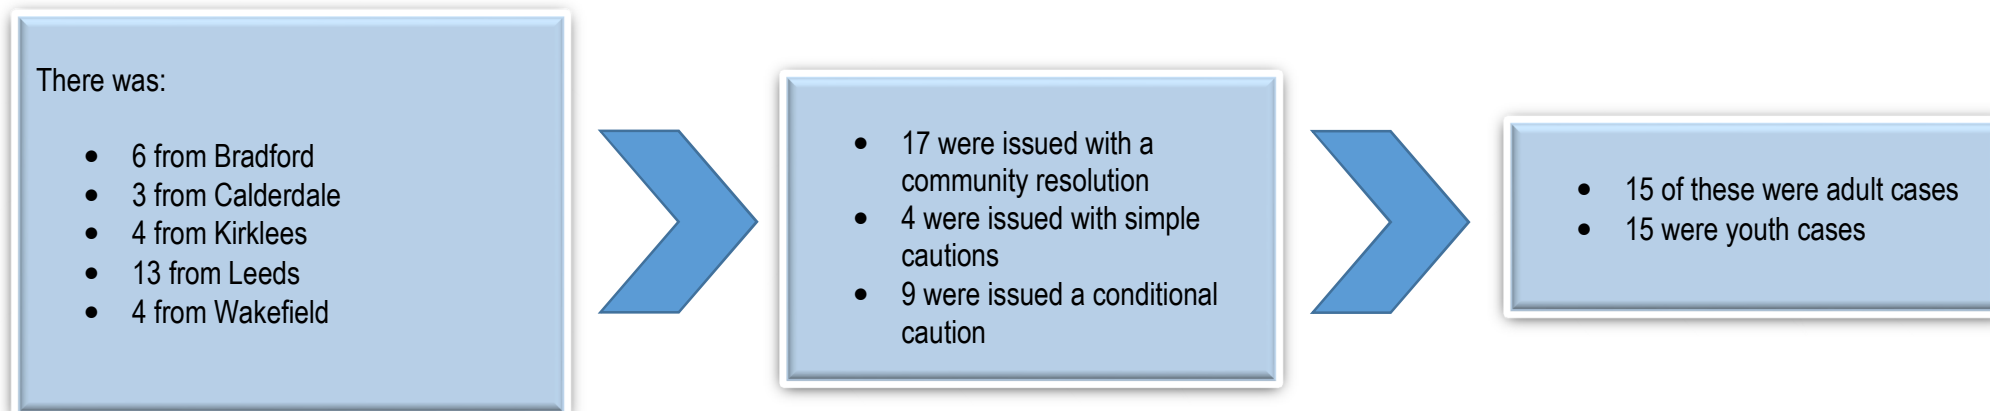 There was:
• 6 from Bradford
• 3 from Calderdale
• 4 from Kirklees
• 13 from Leeds
• 4 from Wakefield
• 17 were issued with a
community resolution
• 4 were issued with simple
cautions
• 9 were issued a conditional
caution
• 15 of these were adult cases
• 15 were youth cases